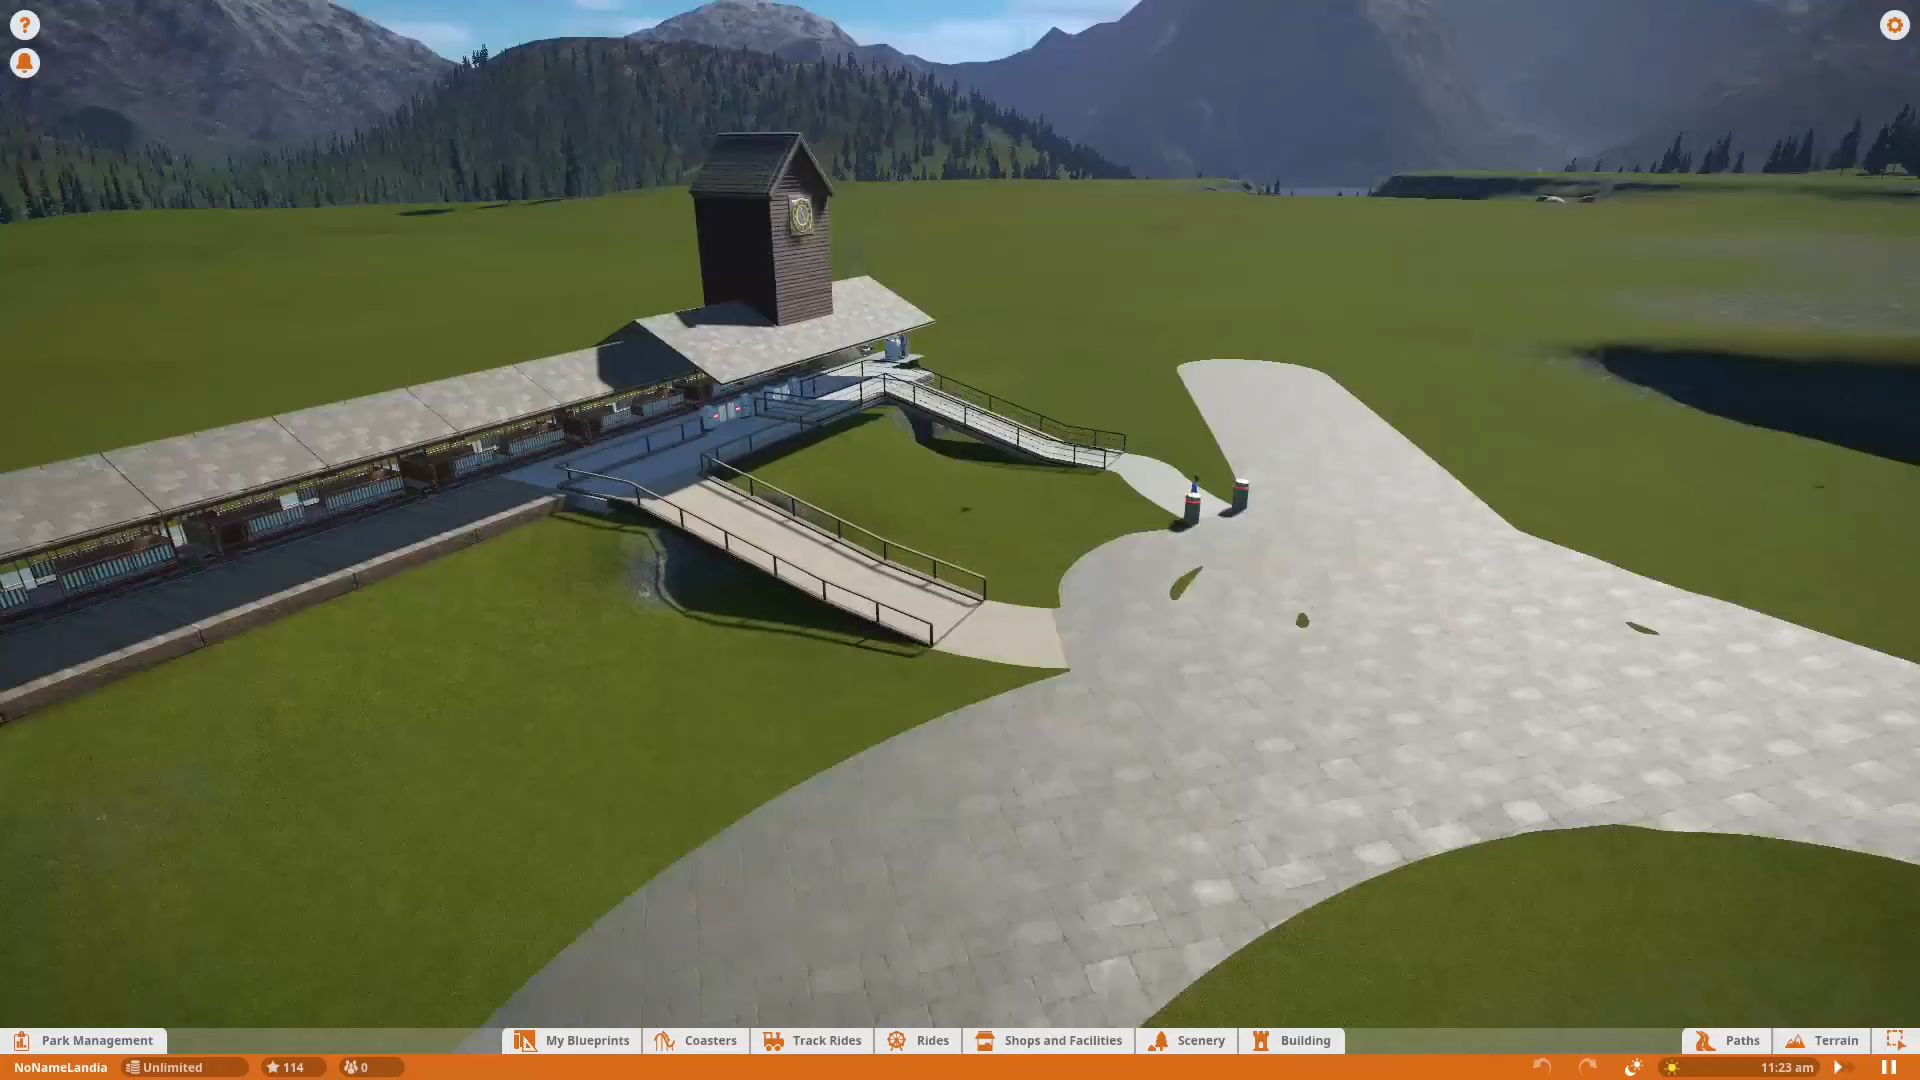 ?
Park Management
My Blueprints
Coasters
Track Rides
Rides
Shops and Facilities
Scenery
Building
Paths
Terrain
NoNameLandia
Unlimited
114
0
11:23 am